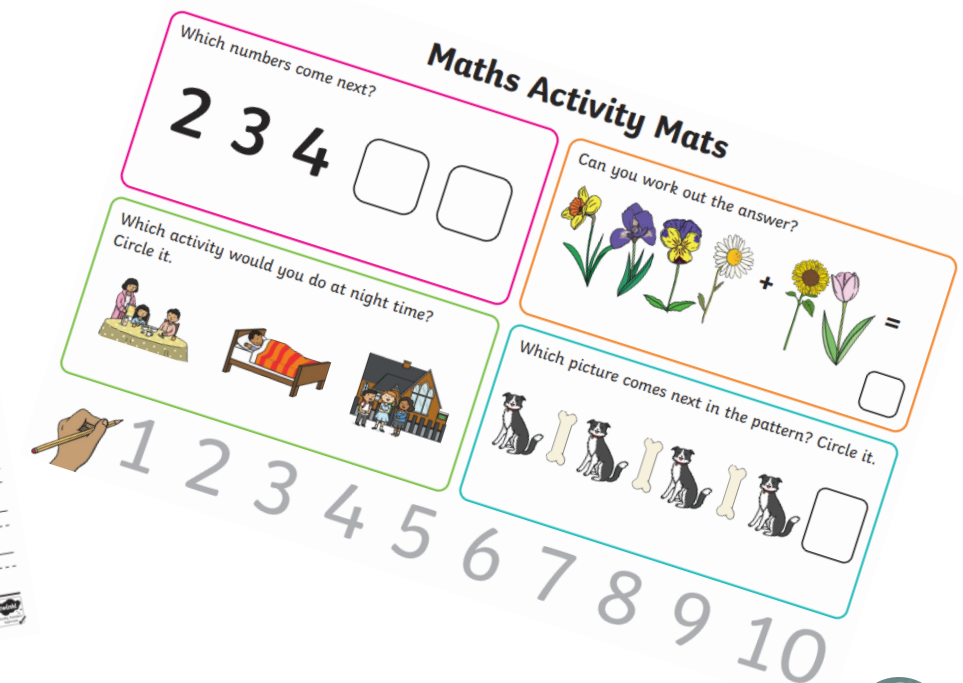 Maths Activity Mats
Which numbers come next?
2 3 4
Can you work out the answer?
+ =
Which activity would you do at night time?
Circle it.
Which picture comes next in the pattern? Circle it.
1 2 3 4 5 6 7 8 9 10